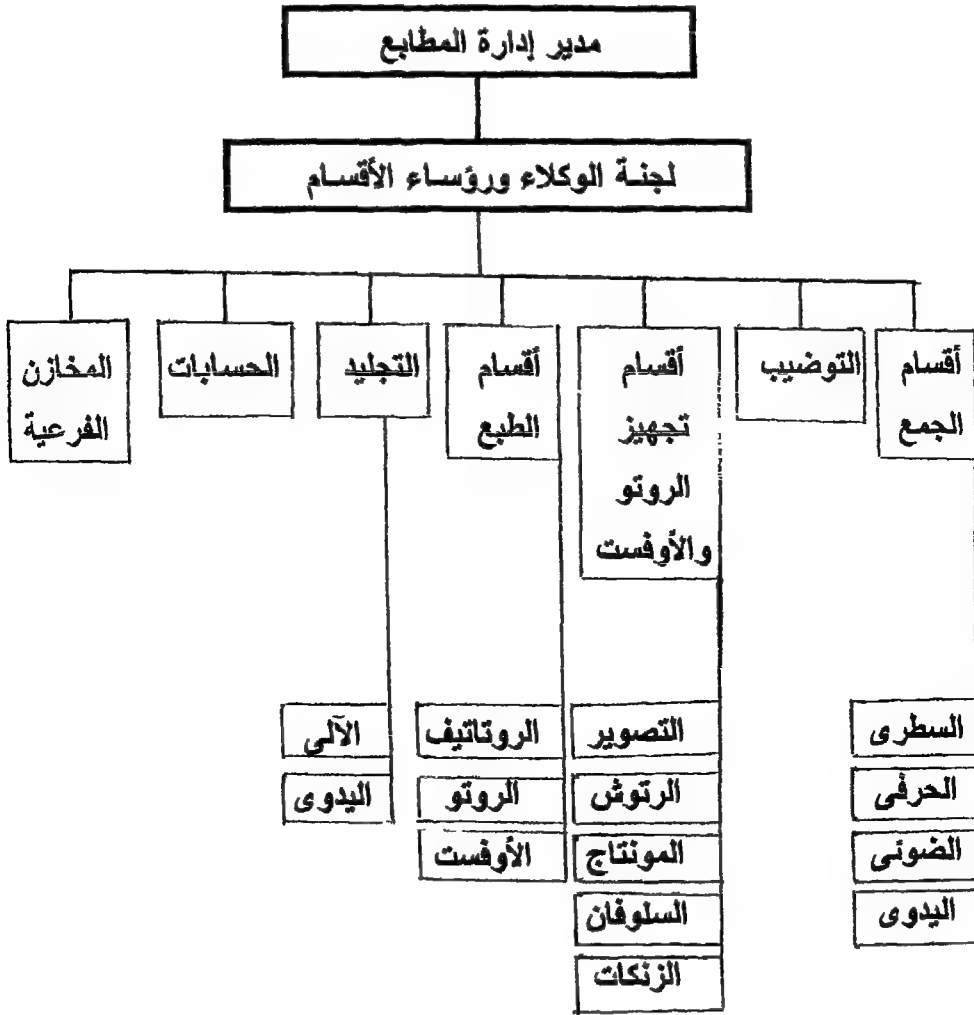 مدير إدارة المطابع
لجنة الوكلاء ورؤساء الأقسام
أقسام
الجمع
التوضيب
أقسام
تجهيز
الروتو
والأوفست
أقسام
الطبع
التجليد
الحسابات
المخازن
الفرعية
السطرى
الحرفى
الضوئى
اليدوى
التصوير
الرتوش
المونتاج
السلوفان
الزنكات
الروتاتيف
الروتو
الأوفست
الآلى
اليدوى